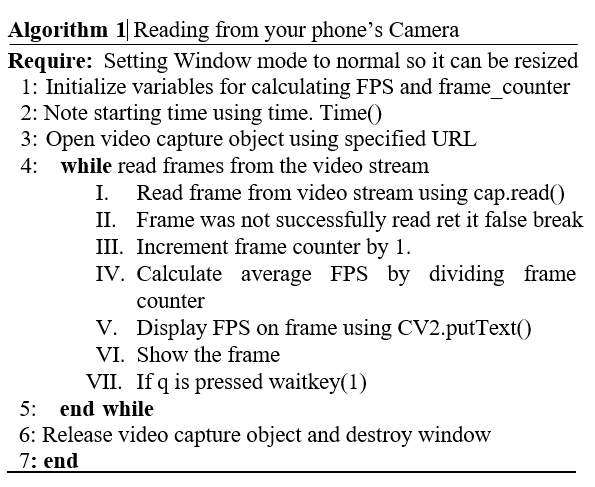 Algorithm 1 Reading from your phone’s Camera
Require: Setting Window mode to normal so it can be resized
1: Initialize variables for calculating FPS and frame_counter
2: Note starting time using time. Time()
3: Open video capture object using specified URL
4: while read frames from the video stream
I. Read frame from video stream using cap.read()
II. Frame was not successfully read ret it false break
III. Increment frame counter by 1.
IV. Calculate average FPS by dividing frame
counter
V. Display FPS on frame using CV2.putText()
VI. Show the frame
VII. If q is pressed waitkey(1)
5: end while
6: Release video capture object and destroy window
7: end